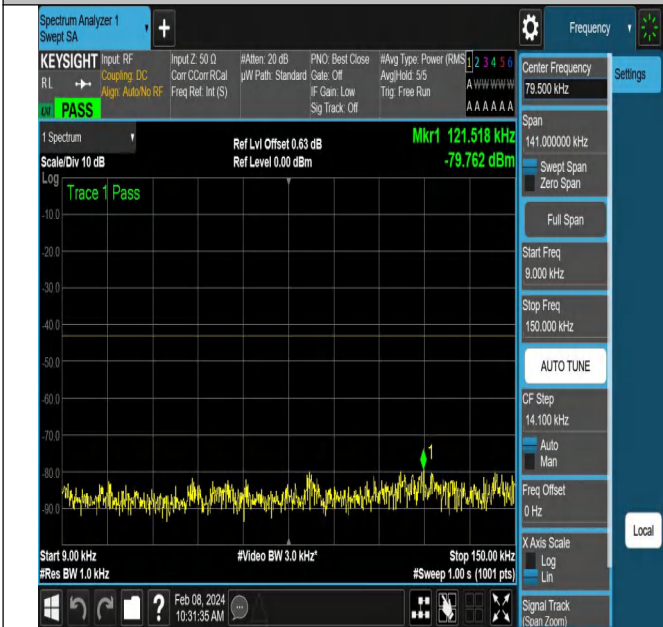 Spectrum Analyzer 1
Swept SA
+
Frequency
KEYSIGHT
RL
PASS
Input: RF
Coupling: DC
Align: Auto/No RF
Input Z: 50 Ω
Corr CCorr RCal
Freq Ref: Int (S)
#Atten: 20 dB
µW Path: Standard
PNO: Best Close
Gate: Off
IF Gain: Low
Sig Track: Off
#Avg Type: Power (RMS
Avg|Hold: 5/5
Trig: Free Run
1 2 3 4 5 6
A W W W W W
A A A A A A
1 Spectrum
Scale/Div 10 dB
Ref Lvl Offset 0.63 dB
Ref Level 0.00 dBm
Mkr1 121.518 kHz
-79.762 dBm
Log
Trace 1 Pass
-10.0
-20.0
-30.0
-40.0
-50.0
-60.0
-70.0
-80.0
-90.0
1
Start 9.00 kHz
#Res BW 1.0 kHz
#Video BW 3.0 kHz*
Stop 150.00 kHz
#Sweep 1.00 s (1001 pts)
?
Feb 08, 2024
10:31:35 AM
Center Frequency
79.500 kHz
Settings
Span
141.000000 kHz
Swept Span
Zero Span
Full Span
Start Freq
9.000 kHz
Stop Freq
150.000 kHz
AUTO TUNE
CF Step
14.100 kHz
Auto
Man
Freq Offset
0 Hz
X Axis Scale
Log
Lin
Local
Signal Track
(Span Zoom)